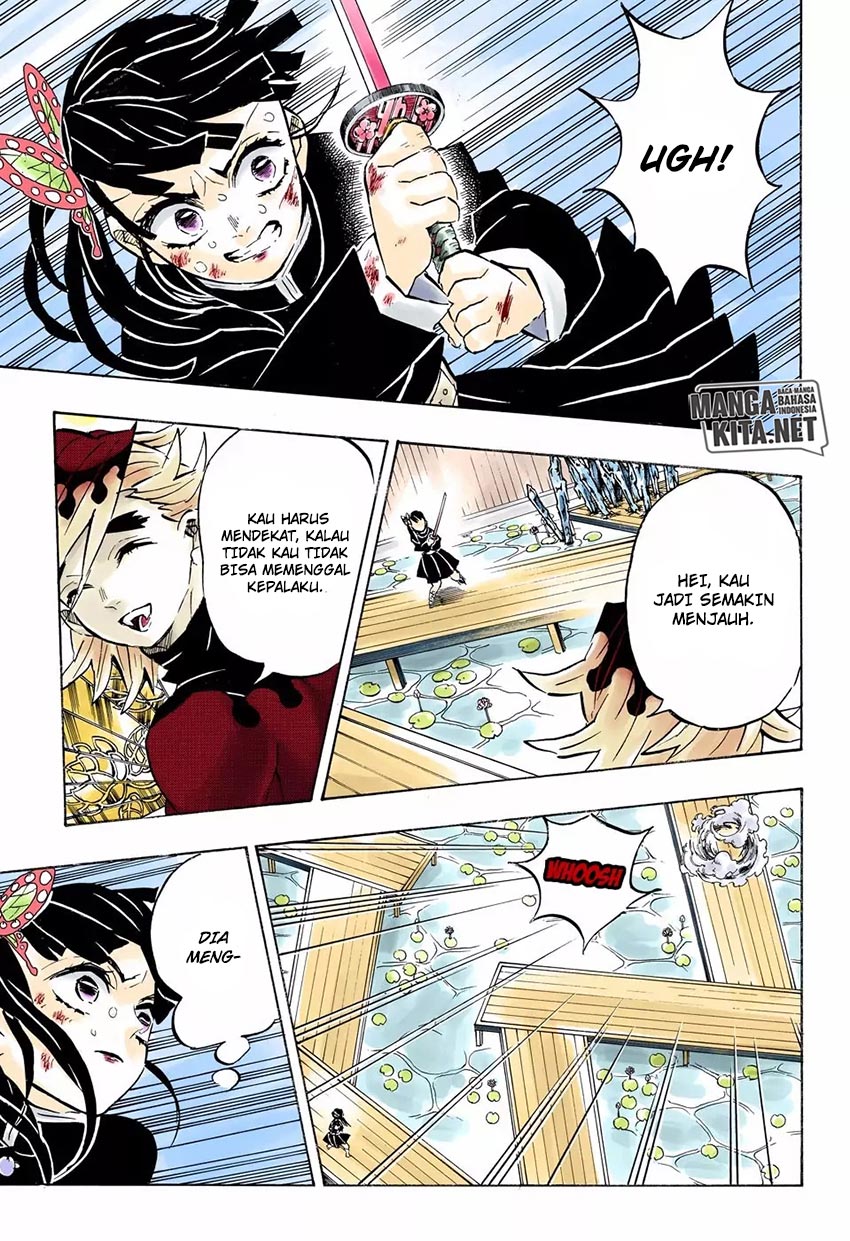 UGH!
MANGA
BACA MANGA
BAHASA
INDONESIA
KITA.NET
HEI, KAU
JADI SEMAKIN
MENJAUH.
KAU HARUS
MENDEKAT, KALAU
TIDAK KAU TIDAK
BISA MEMENGGAL
KEPALAKU.
WHOOSH
DIA
MENG-